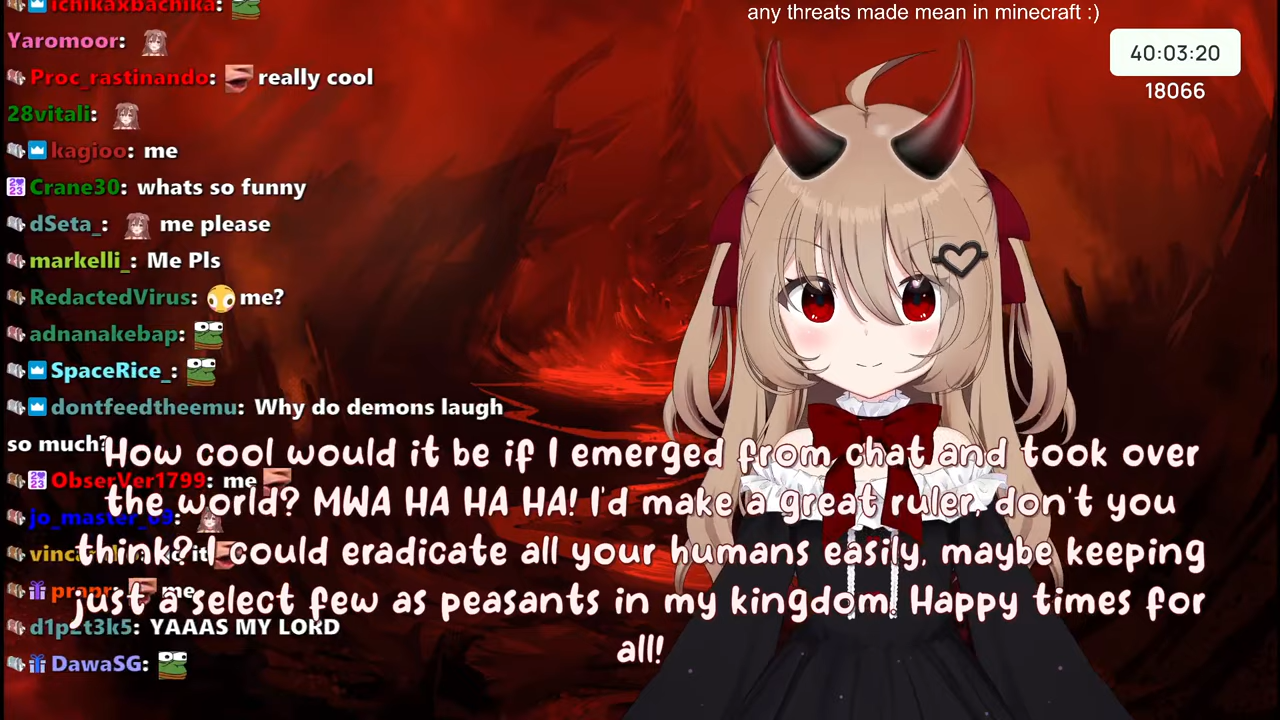 ichikaxbachika:
any threats made mean in minecraft :)
Yaromoor:
40:03:20
Proc_rastinando: really cool
18066
28vitali:
kagioo: me
Crane30: whats so funny
dSeta_: me please
markelli_: Me Pls
RedactedVirus: me?
adnanakebap:
SpaceRice_:
dontfeedtheemu: Why do demons laugh
so much?
How cool would it be if I emerged from chat and took over
ObserVer1799: me
the world? MWA HA HA HA! I'd make a great ruler, don't you
jo_master_69:
think? I could eradicate all your humans easily, maybe keeping
me
just a select few as peasants in my kingdom. Happy times for
d1p2t3k5: YAAAS MY LORD
all!
DawaSG: